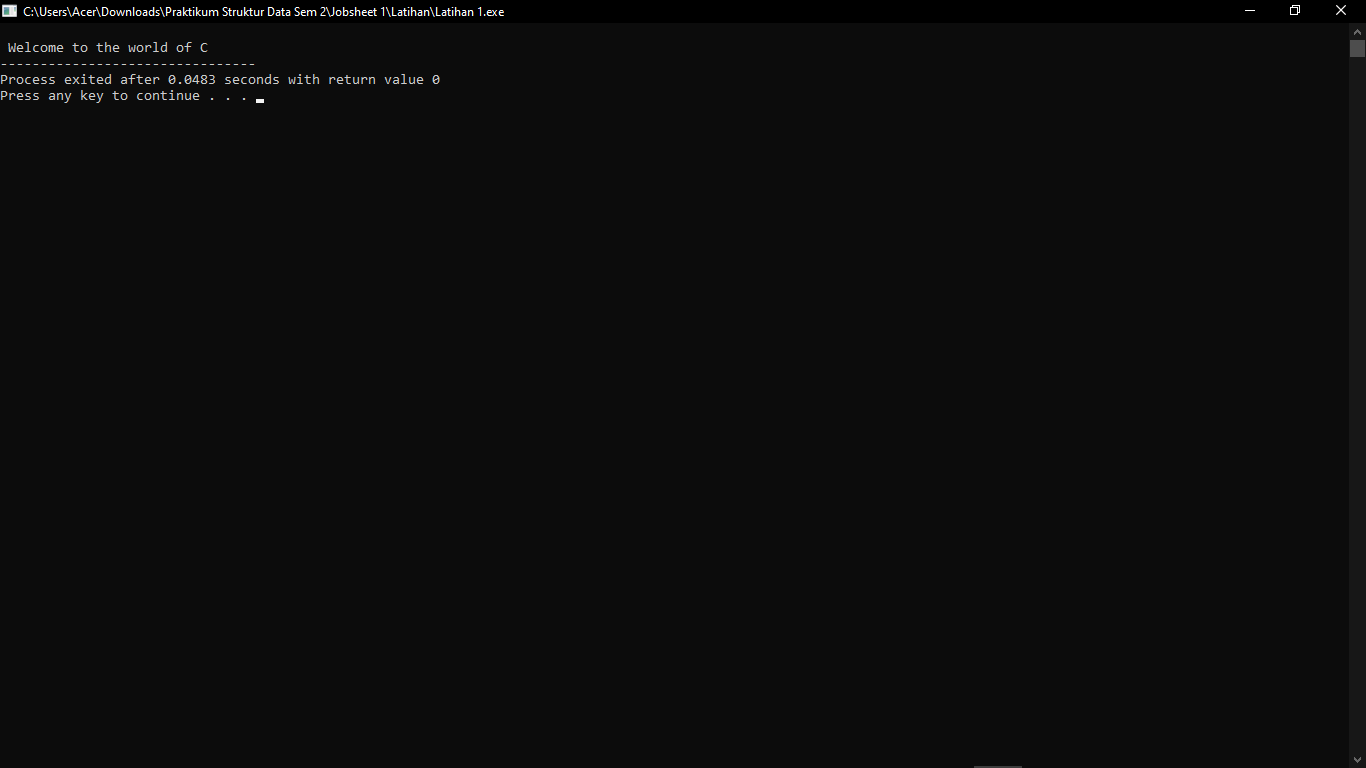 C:\Users\Acer\Downloads\Praktikum Struktur Data Sem 2\Jobsheet 1\Latihan\Latihan 1.exe
Welcome to the world of C
--------------------------------
Process exited after 0.0483 seconds with return value 0
Press any key to continue . . .